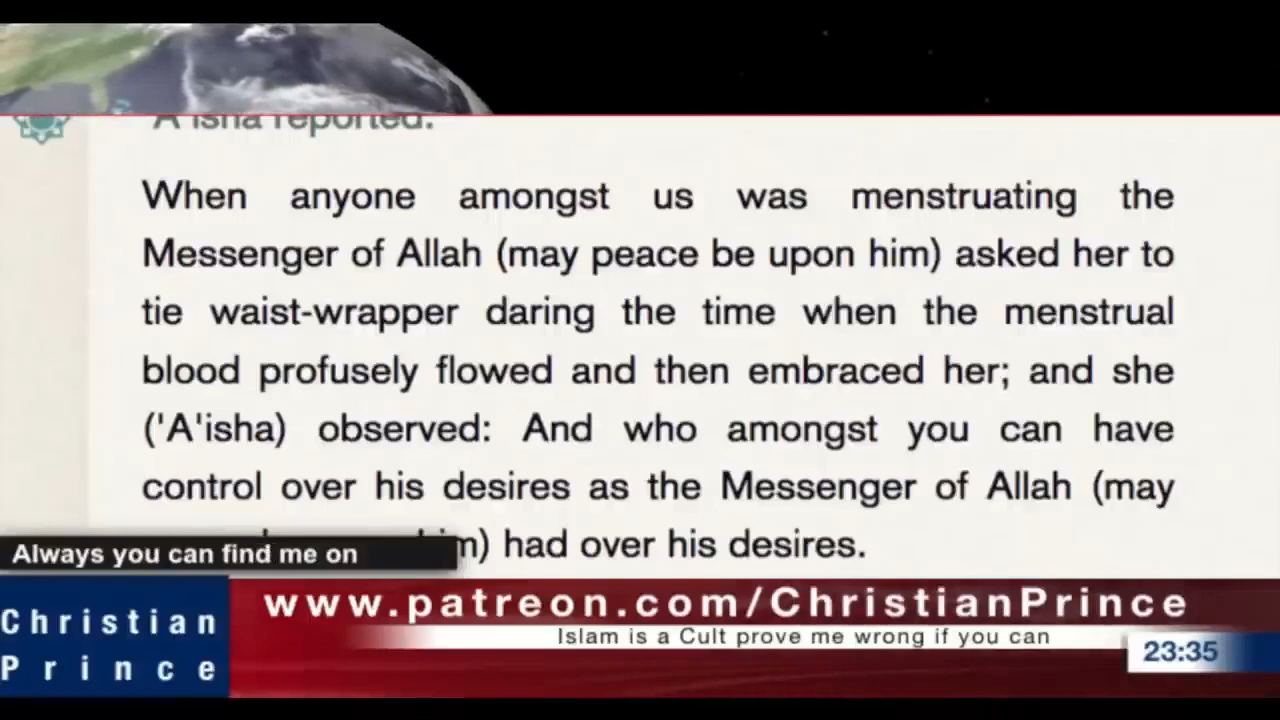 A'isha reported:
When anyone amongst us was menstruating the
Messenger of Allah (may peace be upon him) asked her to
tie waist-wrapper daring the time when the menstrual
blood profusely flowed and then embraced her; and she
('A'isha) observed: And who amongst you can have
control over his desires as the Messenger of Allah (may
had over his desires.
Always you can find me on
www.patreon.com/ChristianPrince
Islam is a Cult prove me wrong if you can
Christian
Prince
23:35